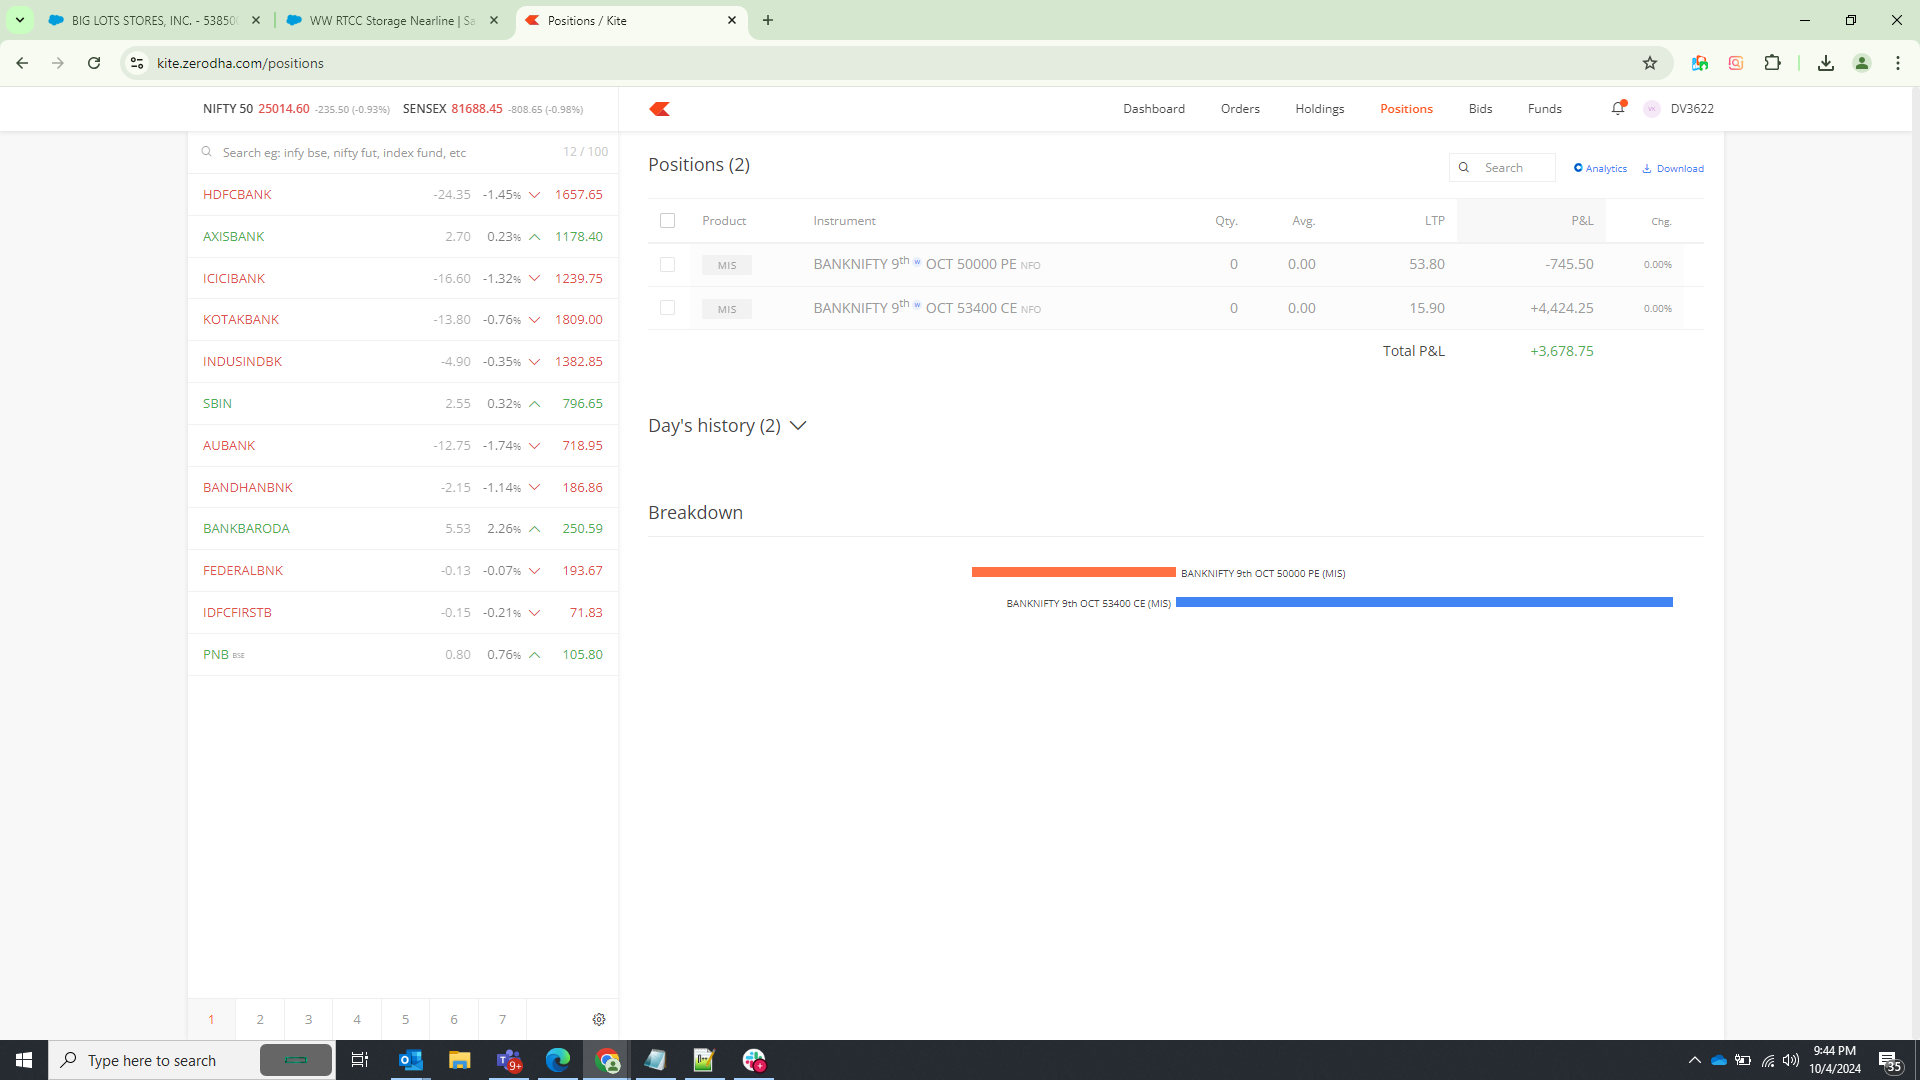 BIG LOTS STORES, INC. - 53850
WW RTCC Storage Nearline | Sa
Positions / Kite
kite.zerodha.com/positions
NIFTY 50 25014.60 -235.50 (-0.93%) SENSEX 81688.45 -808.65 (-0.98%)
Dashboard Orders Holdings Positions Bids Funds DV3622
Search eg: infy bse, nifty fut, index fund, etc 12 / 100
HDFCBANK -24.35 -1.45% 1657.65
AXISBANK 2.70 0.23% 1178.40
ICICIBANK -16.60 -1.32% 1239.75
KOTAKBANK -13.80 -0.76% 1809.00
INDUSINDBK -4.90 -0.35% 1382.85
SBIN 2.55 0.32% 796.65
AUBANK -12.75 -1.74% 718.95
BANDHANBNK -2.15 -1.14% 186.86
BANKBARODA 5.53 2.26% 250.59
FEDERALBNK -0.13 -0.07% 193.67
IDFCFIRSTB -0.15 -0.21% 71.83
PNB BSE 0.80 0.76% 105.80
1 2 3 4 5 6 7
Positions (2)
Search Analytics Download
Product Instrument Qty. Avg. LTP P&L Chg.
MIS BANKNIFTY 9th w OCT 50000 PE NFO 0 0.00 53.80 -745.50 0.00%
MIS BANKNIFTY 9th w OCT 53400 CE NFO 0 0.00 15.90 +4,424.25 0.00%
Total P&L +3,678.75
Day's history (2)
Breakdown
BANKNIFTY 9th OCT 50000 PE (MIS)
BANKNIFTY 9th OCT 53400 CE (MIS)
Type here to search
9+
9:44 PM
10/4/2024
35